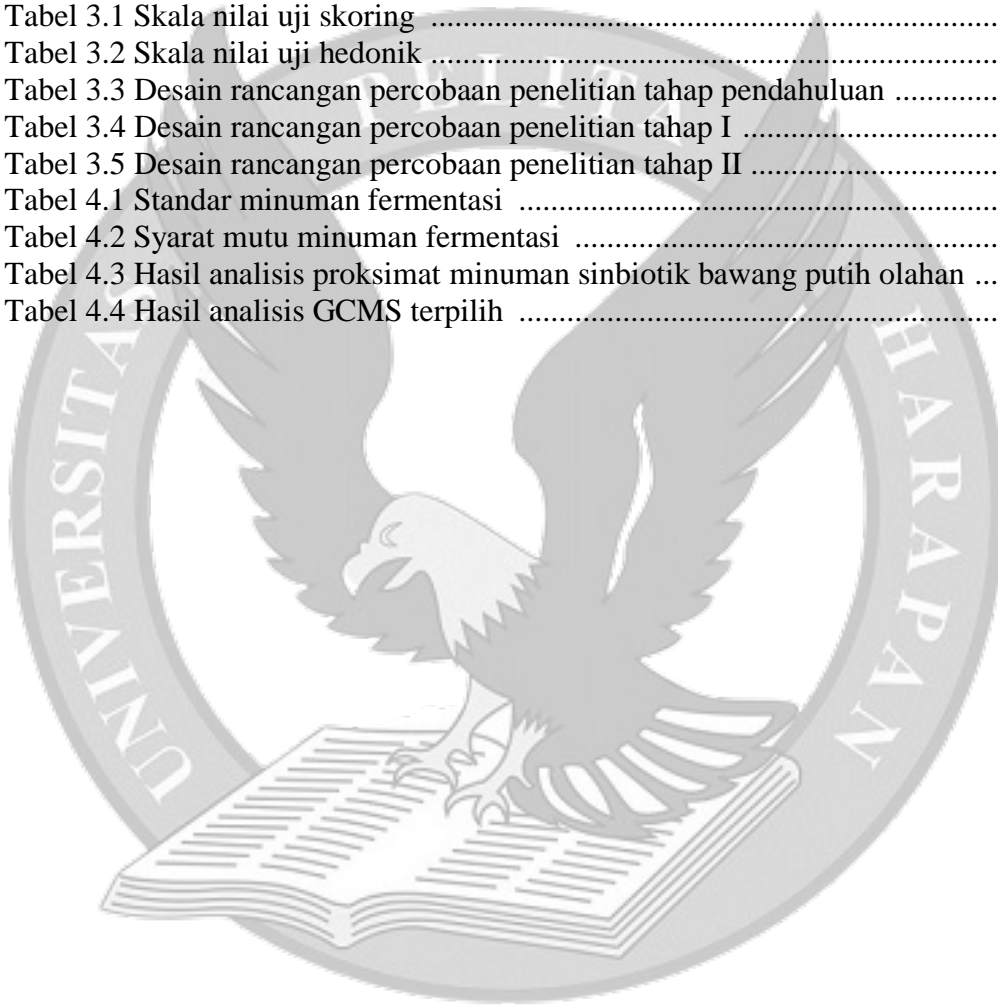 Tabel 3.1 Skala nilai uji skoring ........................................................................
Tabel 3.2 Skala nilai uji hedonik ........................................................................
Tabel 3.3 Desain rancangan percobaan penelitian tahap pendahuluan .............
Tabel 3.4 Desain rancangan percobaan penelitian tahap I ................................
Tabel 3.5 Desain rancangan percobaan penelitian tahap II ...............................
Tabel 4.1 Standar minuman fermentasi ............................................................
Tabel 4.2 Syarat mutu minuman fermentasi .....................................................
Tabel 4.3 Hasil analisis proksimat minuman sinbiotik bawang putih olahan ...
Tabel 4.4 Hasil analisis GCMS terpilih ............................................................
UNIVERSITAS PELITA HARAPAN